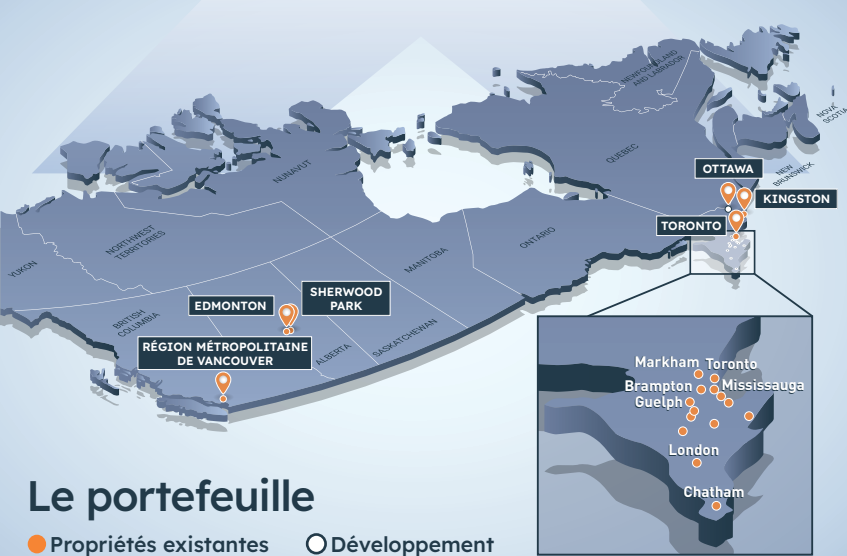 NEWFOUNDLAND
AND LABRADOR
NOVA
SCOTIA
QUEBEC
NEW
BRUNSWICK
NUNAVUT
OTTAWA
KINGSTON
TORONTO
NORTHWEST
TERRITORIES
YUKON
ONTARIO
MANITOBA
EDMONTON
SHERWOOD
PARK
BRITISH
COLUMBIA
RÉGION MÉTROPOLITAINE
DE VANCOUVER
ALBERTA
SASKATCHEWAN
Markham
Toronto
Brampton
Mississauga
Guelph
London
Chatham
Le portefeuille
Propriétés existantes
Développement